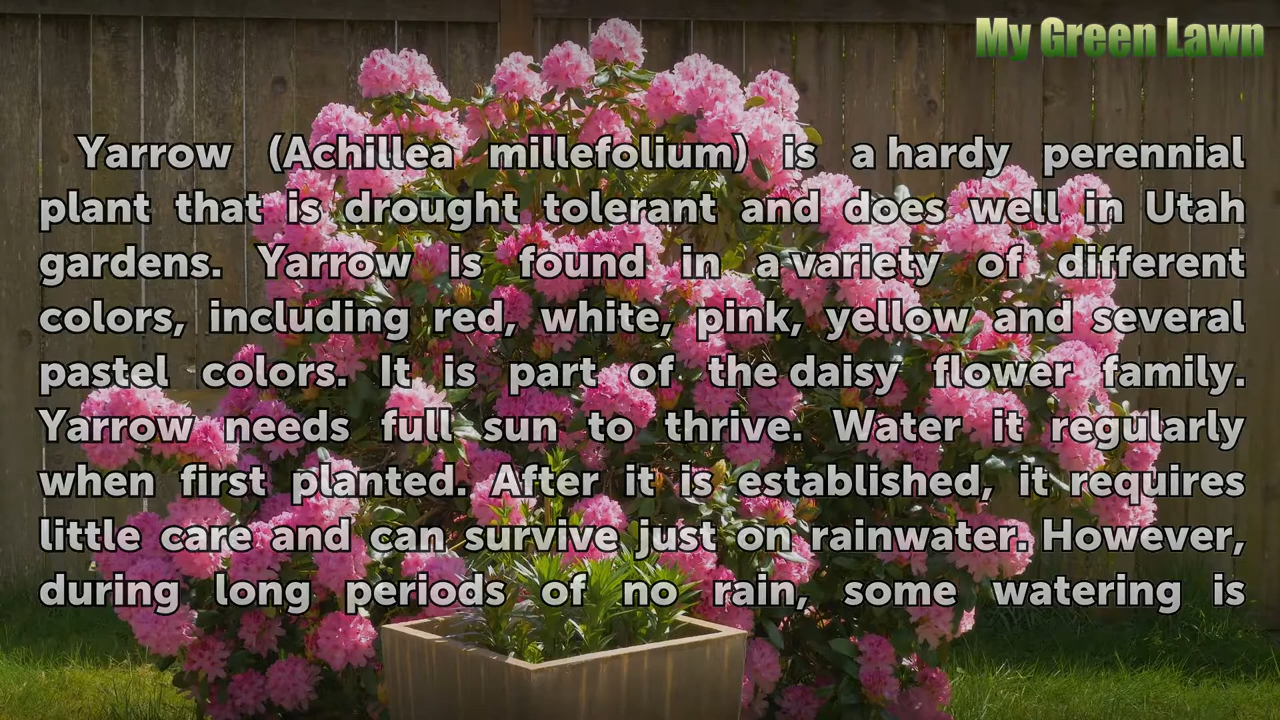 My Green Lawn
Yarrow (Achillea millefolium) is a hardy perennial
plant that is drought tolerant and does well in Utah
gardens. Yarrow is found in a variety of different
colors, including red, white, pink, yellow and several
pastel colors. It is part of the daisy flower family.
Yarrow needs full sun to thrive. Water it regularly
when first planted. After it is established, it requires
little care and can survive just on rainwater. However,
during long periods of no rain, some watering is